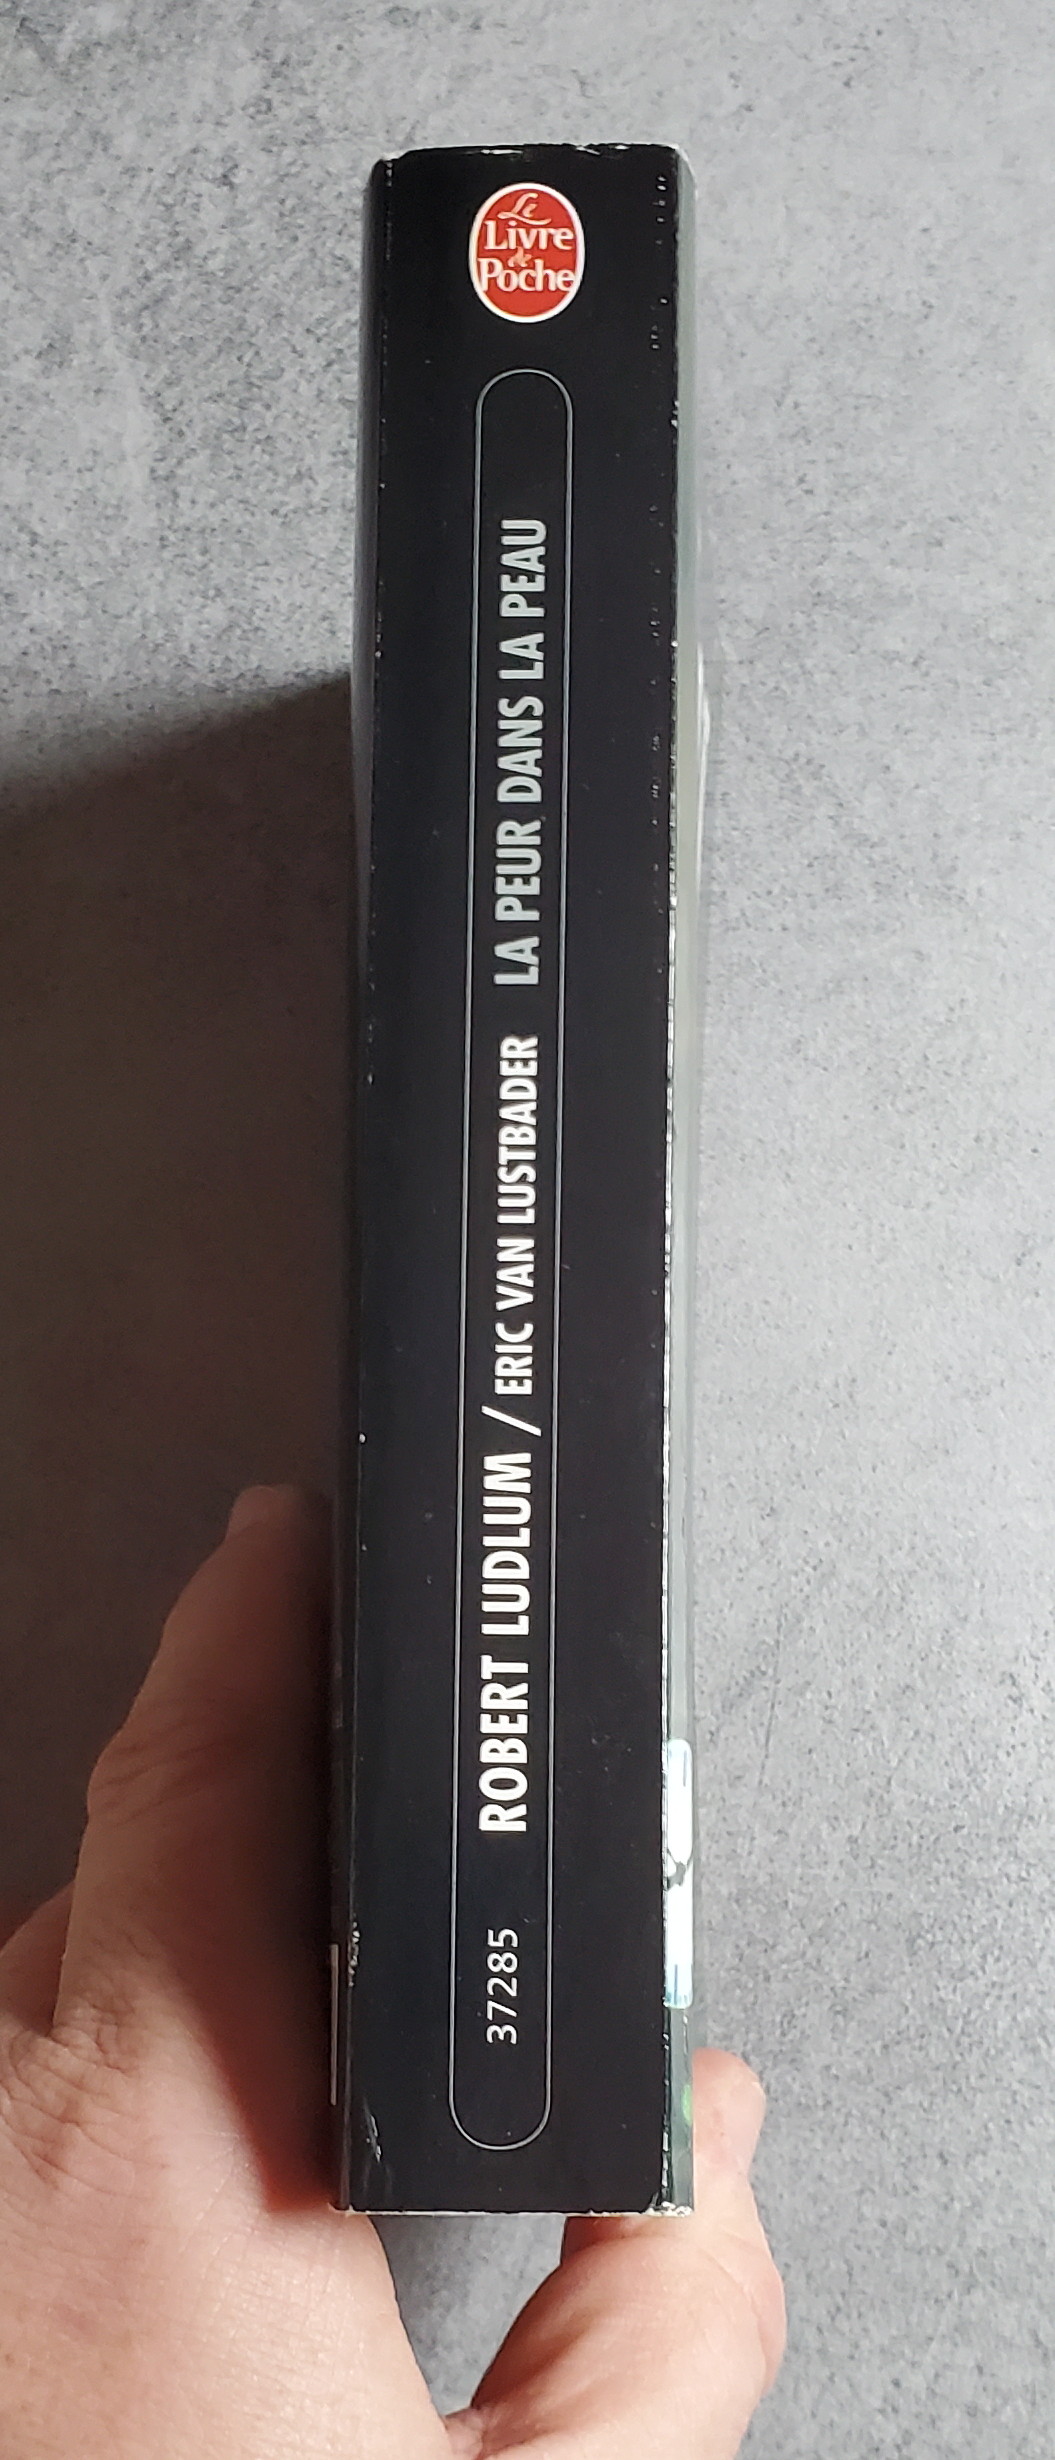 Le
Livre
de
Poche
37285 ROBERT LUDLUM / ERIC VAN LUSTBADER LA PEUR DANS LA PEAU